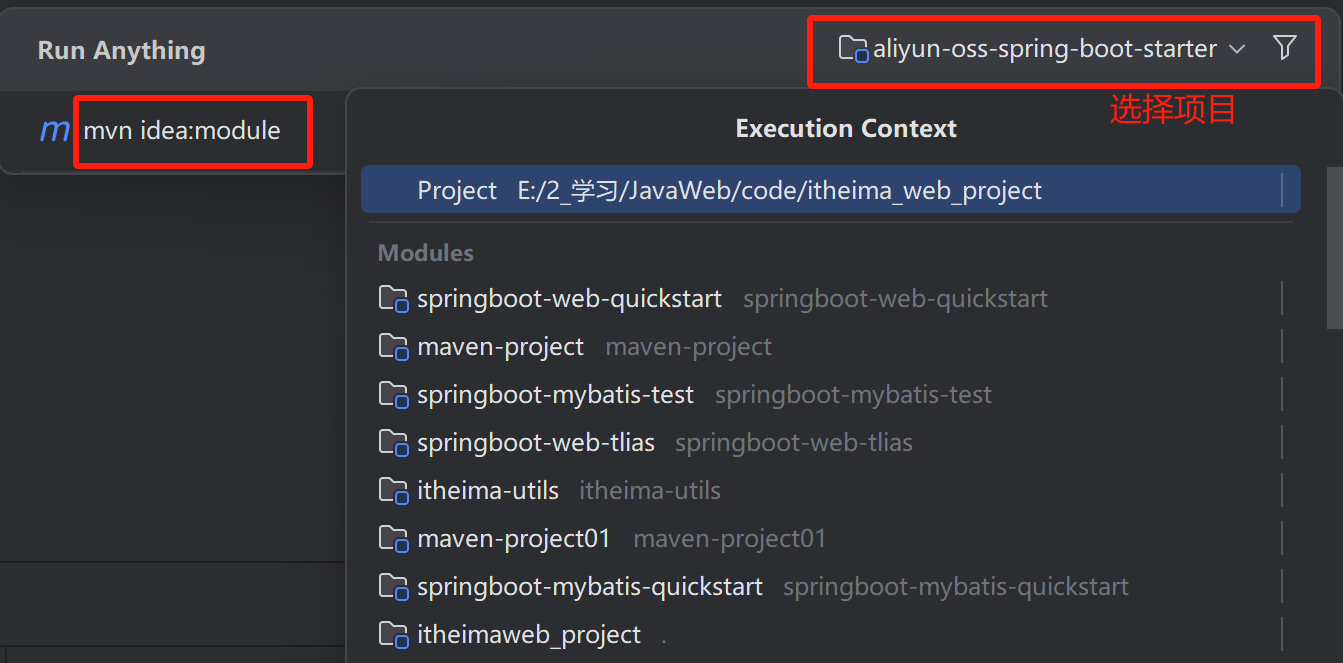 Run Anything
aliyun-oss-spring-boot-starter
选择项目
mvn idea:module
Execution Context
Project E:/2_学习/JavaWeb/code/itheima_web_project
Modules
springboot-web-quickstart springboot-web-quickstart
maven-project maven-project
springboot-mybatis-test springboot-mybatis-test
springboot-web-tlias springboot-web-tlias
itheima-utils itheima-utils
maven-project01 maven-project01
springboot-mybatis-quickstart springboot-mybatis-quickstart
itheimaweb_project .